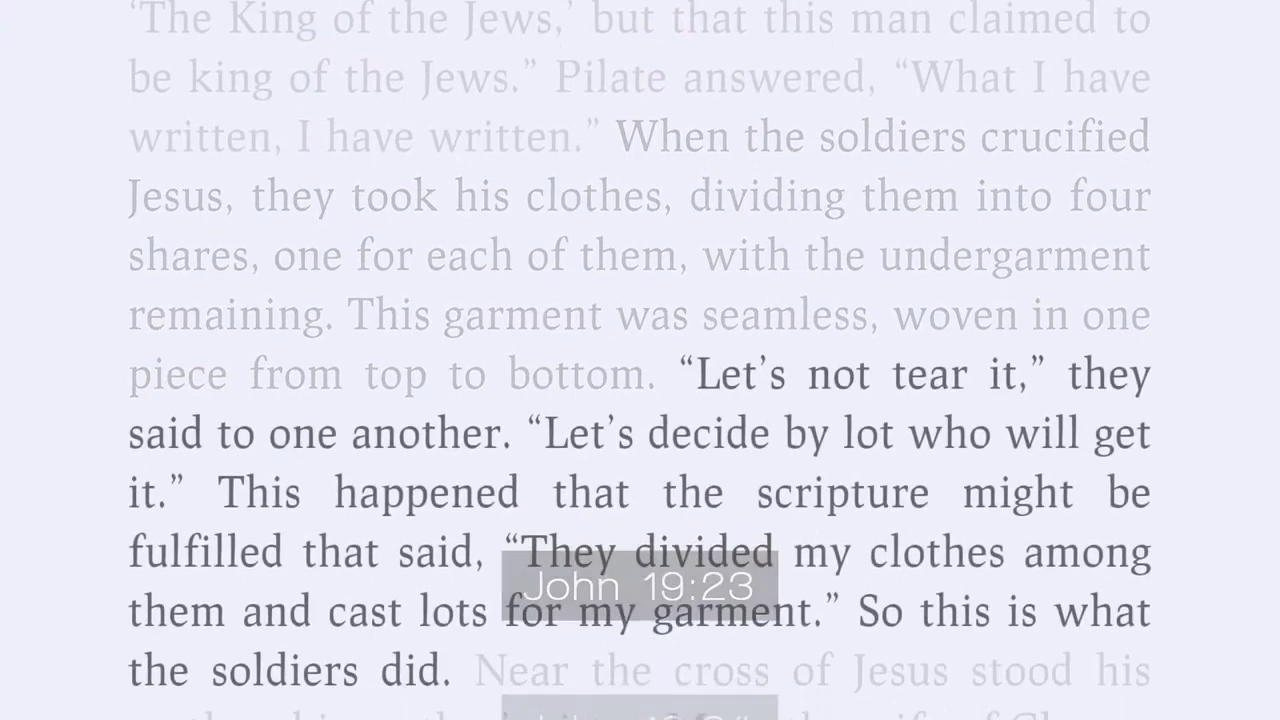 ‘The King of the Jews,’ but that this man claimed to
be king of the Jews.” Pilate answered, “What I have
written, I have written.” When the soldiers crucified
Jesus, they took his clothes, dividing them into four
shares, one for each of them, with the undergarment
remaining. This garment was seamless, woven in one
piece from top to bottom. “Let’s not tear it,” they
said to one another. “Let’s decide by lot who will get
it.” This happened that the scripture might be
fulfilled that said, “They divided my clothes among
John 19:23
them and cast lots for my garment.” So this is what
the soldiers did. Near the cross of Jesus stood his